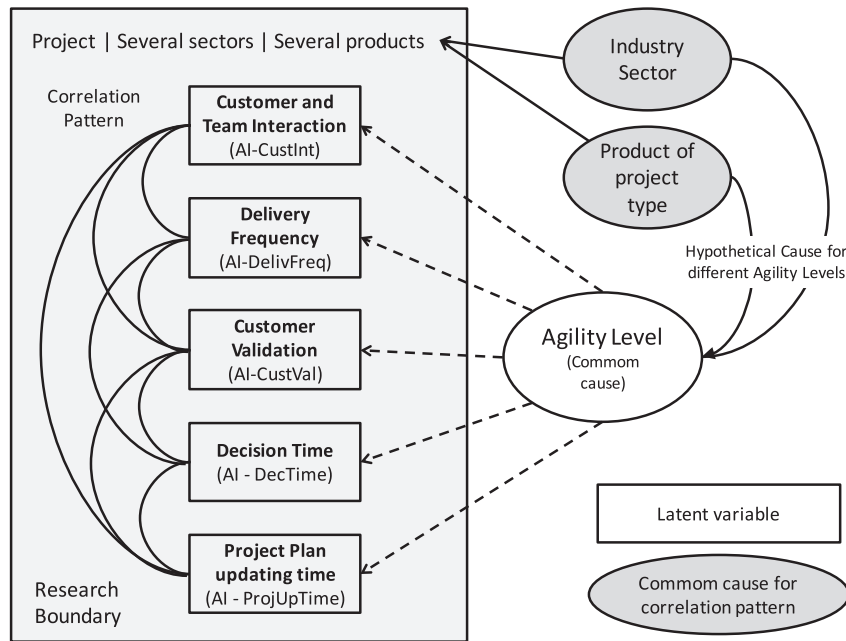 Project | Several sectors | Several products
Correlation
Pattern
Customer and
Team Interaction
(AI-CustInt)
Delivery
Frequency
(AI-DelivFreq)
Customer
Validation
(AI-CustVal)
Decision Time
(AI - DecTime)
Project Plan
updating time
(AI - ProjUpTime)
Research
Boundary
Industry
Sector
Product of
project
type
Hypothetical Cause for
different Agility Levels
Agility Level
(Commom
cause)
Latent variable
Commom cause for
correlation pattern